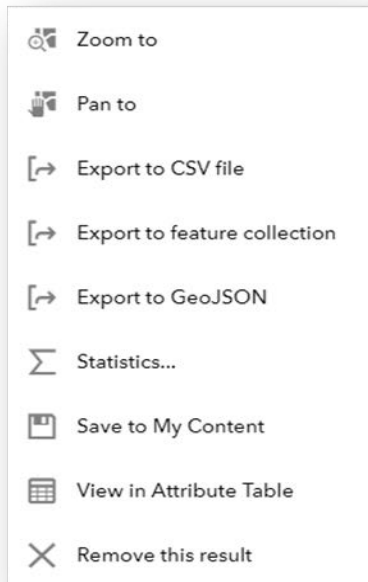 Zoom to
Pan to
Export to CSV file
Export to feature collection
Export to GeoJSON
Statistics...
Save to My Content
View in Attribute Table
Remove this result